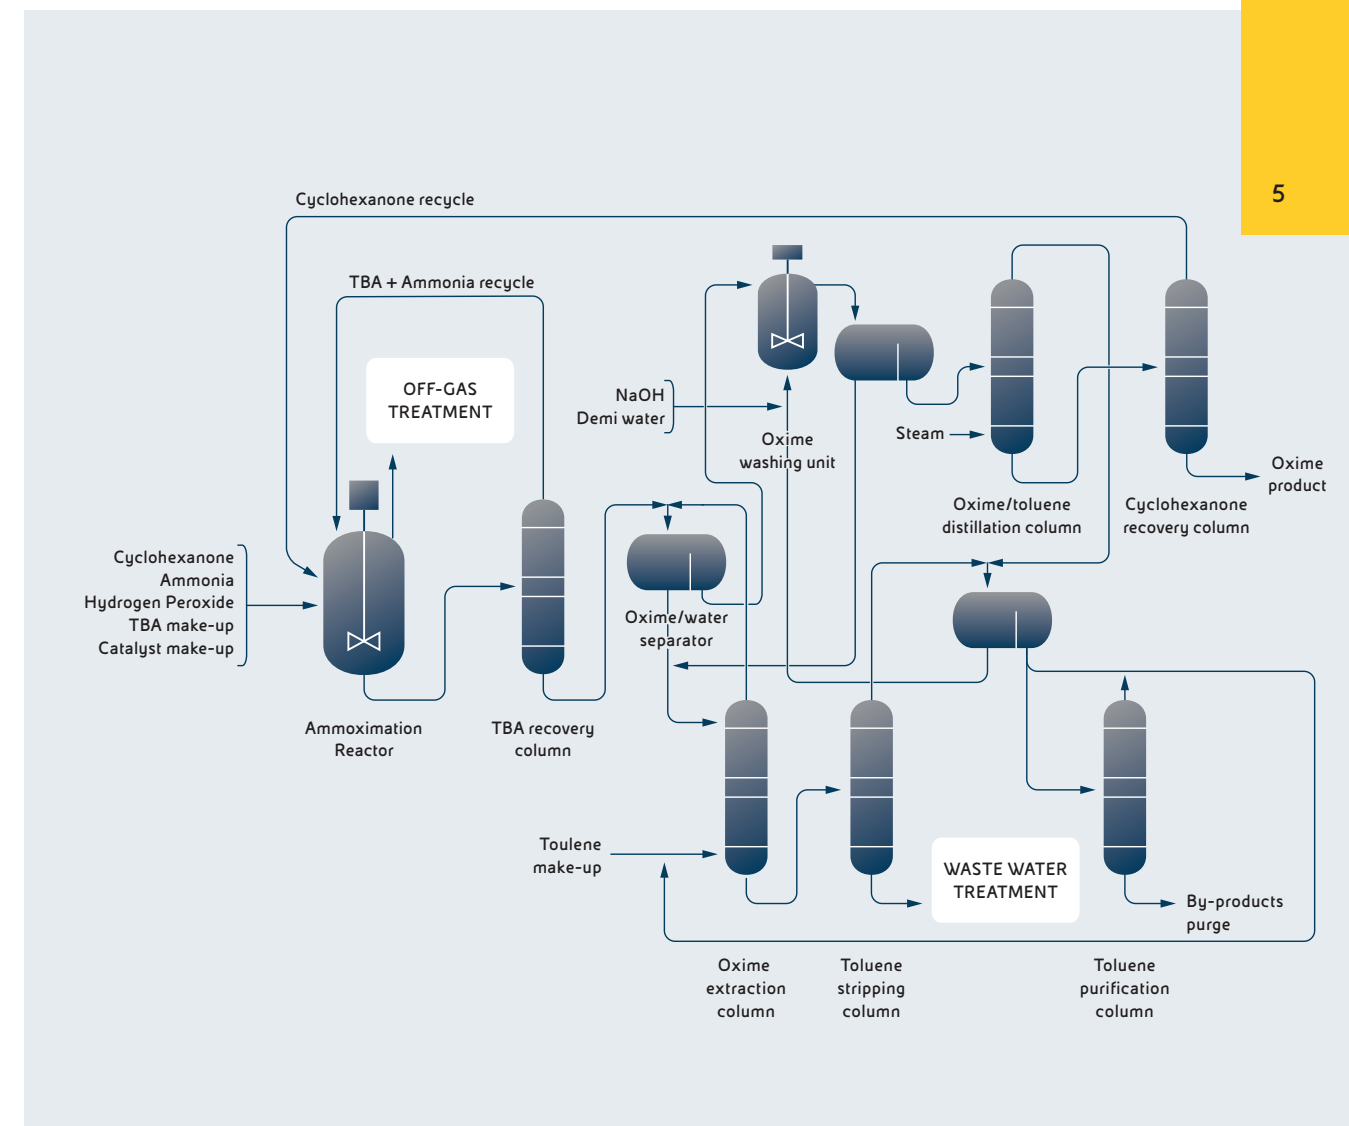 5
Cyclohexanone recycle
TBA + Ammonia recycle
OFF-GAS
TREATMENT
NaOH
Demi water
Oxime
washing unit
Steam
Oxime
product
Oxime/toluene
distillation column
Cyclohexanone
recovery column
Cyclohexanone
Ammonia
Hydrogen Peroxide
TBA make-up
Catalyst make-up
Oxime/water
separator
Ammoximation
Reactor
TBA recovery
column
Toulene
make-up
WASTE WATER
TREATMENT
By-products
purge
Oxime
extraction
column
Toluene
stripping
column
Toluene
purification
column